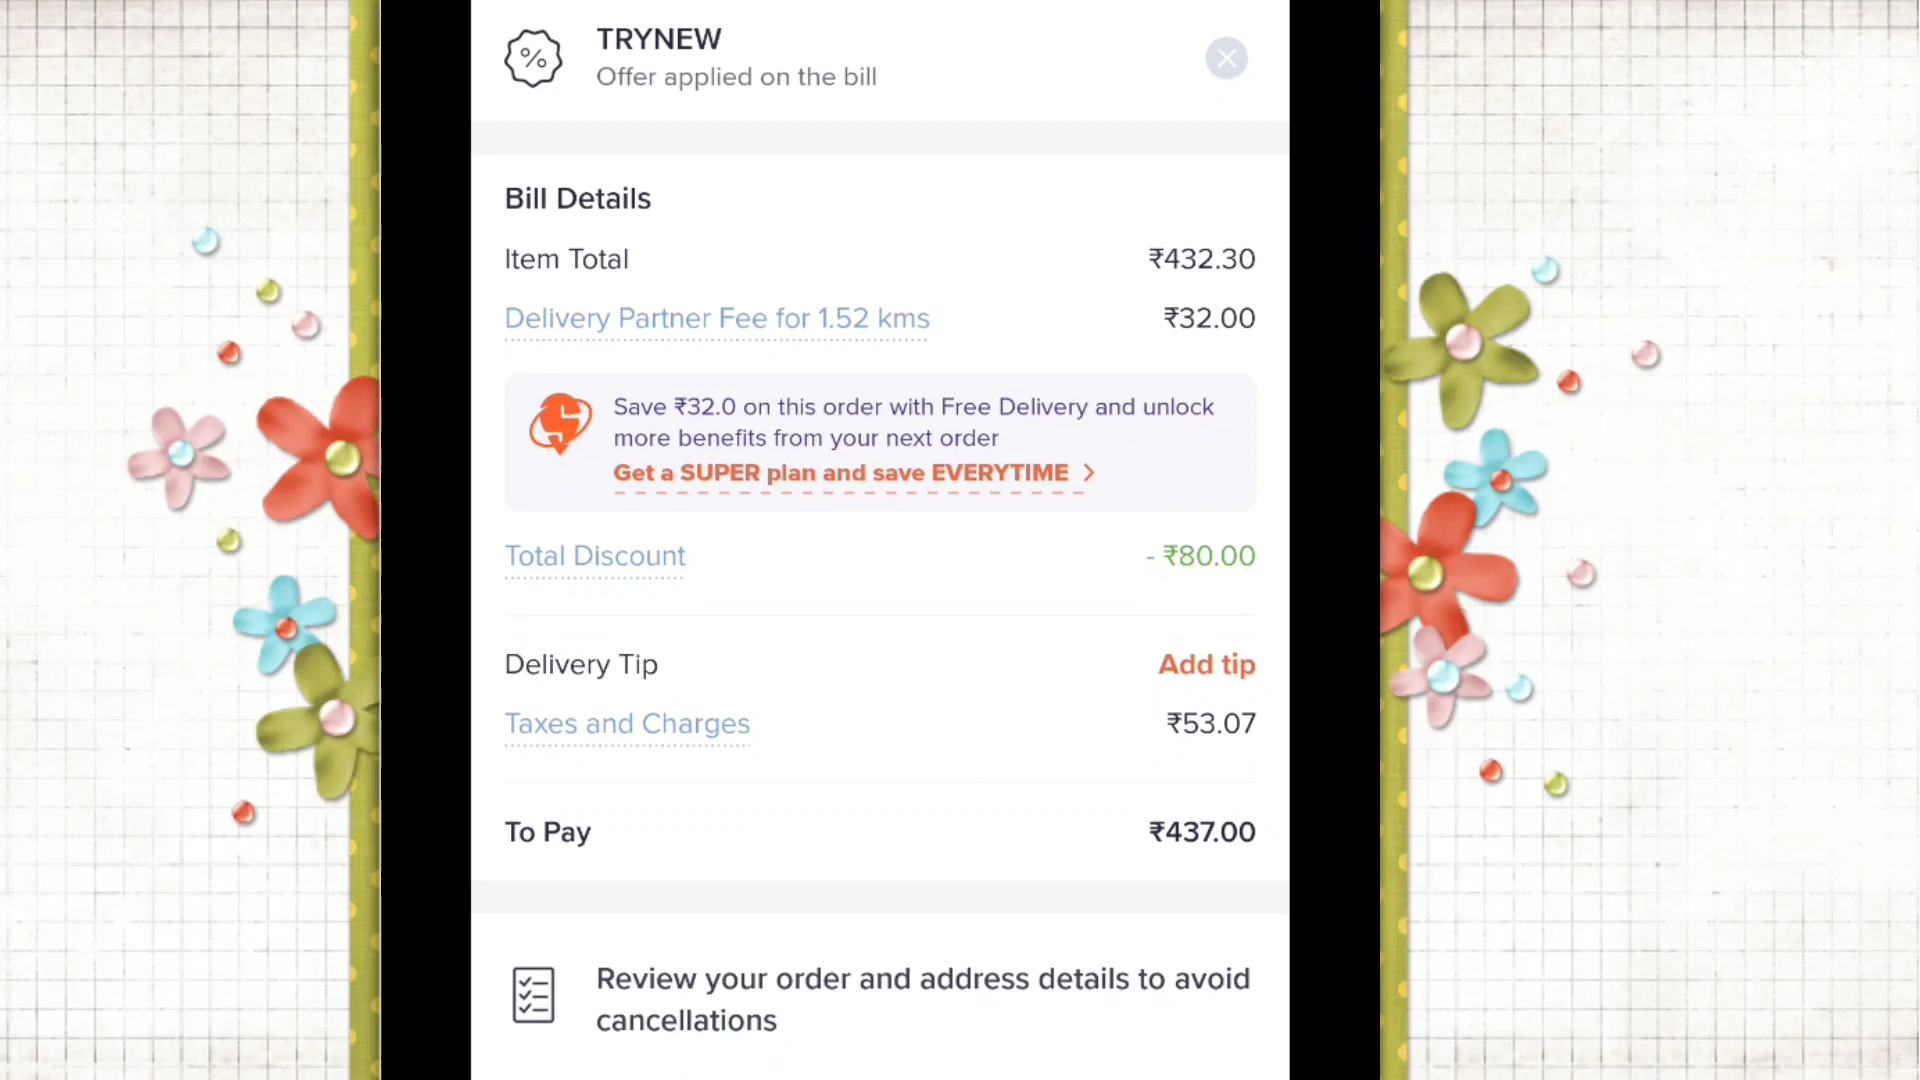 TRYNEW
Offer applied on the bill
Bill Details
Item Total ₹432.30
Delivery Partner Fee for 1.52 kms ₹32.00
Save ₹32.0 on this order with Free Delivery and unlock
more benefits from your next order
Get a SUPER plan and save EVERYTIME >
Total Discount - ₹80.00
Delivery Tip Add tip
Taxes and Charges ₹53.07
To Pay ₹437.00
Review your order and address details to avoid
cancellations